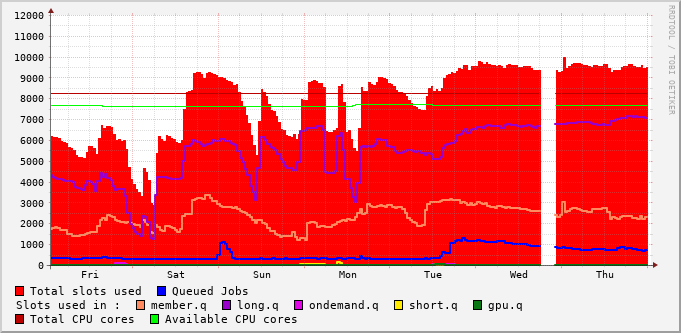 12000
11000
10000
9000
8000
7000
6000
5000
4000
3000
2000
1000
0
Fri Sat Sun Mon Tue Wed Thu
RRDTOOL / TOBI OETIKER
Total slots used Queued Jobs
Slots used in : member.q long.q ondemand.q short.q gpu.q
Total CPU cores Available CPU cores